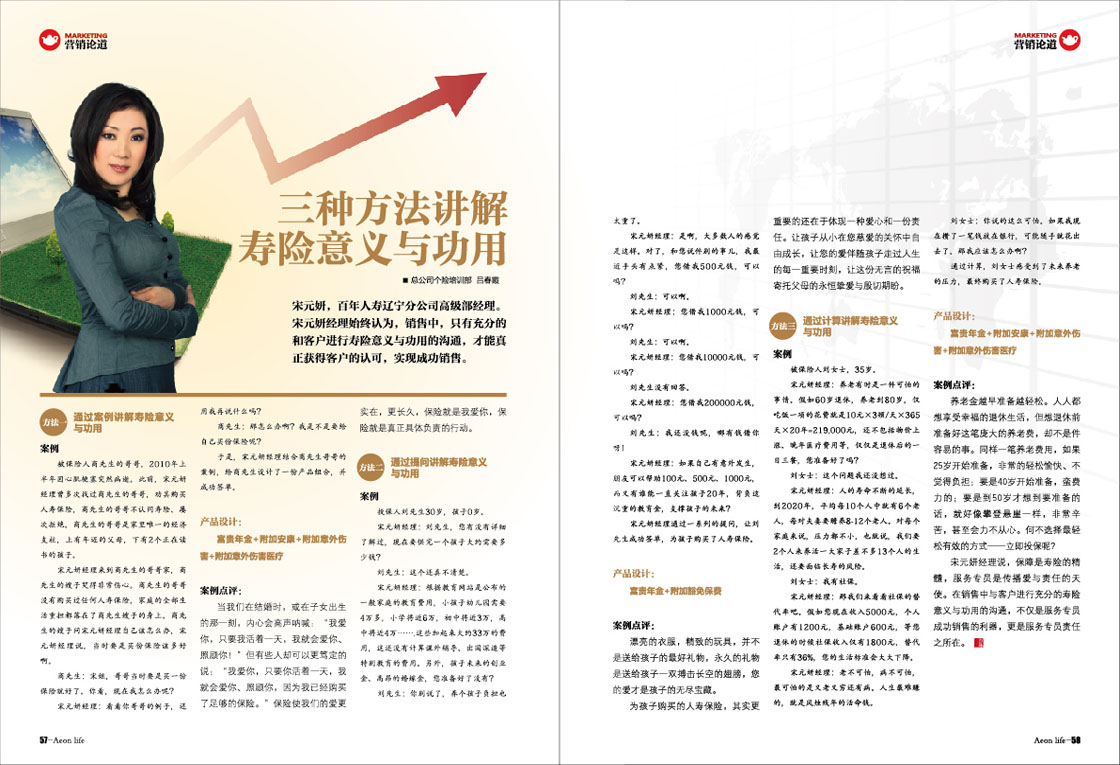 MARKETING
营销论道
MARKETING
营销论道
三种方法讲解
寿险意义与功用
■ 总公司个险培训部 吕春霞
宋元妍,百年人寿辽宁分公司高级部经理。
宋元妍经理始终认为,销售中,只有充分的
和客户进行寿险意义与功用的沟通,才能真
正获得客户的认可,实现成功销售。
方法一
通过案例讲解寿险意义
与功用
案例
被保险人商先生的哥哥,2010年上
半年因心肌梗塞突然病逝。此前,宋元妍
经理曾多次找过商先生的哥哥,劝其购买
人寿保险,商先生的哥哥不认同寿险、屡
次拒绝。商先生的哥哥是家里唯一的经济
支柱,上有年迈的父母,下有2个正在读
书的孩子。
宋元妍经理来到商先生的哥哥家,商
先生的嫂子哭得非常伤心。商先生的哥哥
没有购买过任何人寿保险,家庭的全部生
活重担都落在了商先生嫂子的身上。商先
生的嫂子问宋元妍经理自己该怎么办,宋元
妍经理说,当时要是买份保险该多好
啊。
商先生:宋姐,哥哥当时要是买一份
保险就好了。你看,现在我怎么办呢?
宋元妍经理:看看你哥哥的例子,还
用我再说什么吗?
商先生:那怎么办啊?我是不是要给
自己买份保险呢?
于是,宋元妍经理结合商先生哥哥的
案例,给商先生设计了一份产品组合,并
成功签单。
产品设计:
富贵年金+附加安康+附加意外伤
害+附加意外伤害医疗
案例点评:
当我们在结婚时,或在子女出生
的那一刻,内心会高声呐喊:“我爱
你,只要我活着一天,我就会爱你、
照顾你!”但有些人却可以更笃定的
说:“我爱你,只要你活着一天,我
就会爱你、照顾你,因为我已经购买
了足够的保险。”保险使我们的爱更
实在,更长久,保险就是我爱你,保
险就是真正具体负责的行动。
方法二
通过提问讲解寿险意义
与功用
案例
投保人刘先生30岁,孩子0岁。
宋元妍经理:刘先生,您有没有详细
了解过,现在要供完一个孩子大约需要多
少钱?
刘先生:这个还真不清楚。
宋元妍经理:根据教育网站是公布的
一般家庭的教育费用,小孩子幼儿园需要
4万多,小学将近6万,初中将近3万,高
中将近4万……这些加起来大约33万的费
用,这还没有计算课外辅导、出国深造等
特别教育的费用。另外,孩子未来的创业
金、高昂的婚嫁金,您准备好了没有?
刘先生:你别说了,养个孩子负担也
57-Aeon life
太重了。
宋元妍经理:是啊,大多数人的感觉
是这样。对了,和您说件别的事儿,我最
近手头有点紧,您借我500元钱,可以
吗?
刘先生:可以啊。
宋元妍经理:您借我1000元钱,可
以吗?
刘先生:可以啊。
宋元妍经理:您借我10000元钱,可
以吗?
刘先生没有回答。
宋元妍经理:您借我200000元钱,
可以吗?
刘先生:我还没钱呢,哪有钱借你
呀!
宋元妍经理:如果自己有意外发生,
朋友可以帮助100元、500元、1000元,
而又有谁能一直关注孩子20年,背负这
沉重的教育金,支撑孩子的未来?
宋元妍经理通过一系列的提问,让刘
先生成功签单,为孩子购买了人寿保险。
产品设计:
富贵年金+附加豁免保费
案例点评:
漂亮的衣服,精致的玩具,并不
是送给孩子的最好礼物,永久的礼物
是送给孩子一双搏击长空的翅膀,您
的爱才是孩子的无尽宝藏。
为孩子购买的人寿保险,其实更
重要的还在于体现一种爱心和一份责
任。让孩子从小在您慈爱的关怀中自
由成长,让您的爱伴随孩子走过人生
的每一重要时刻,让这份无言的祝福
寄托父母的永恒挚爱与殷切期盼。
方法三
通过计算讲解寿险意义
与功用
案例
被保险人刘女士,35岁。
宋元妍经理:养老有时是一件可怕的
事情。假如60岁退休,养老到80岁,仅
吃饭一项的花费就是10元×3顿/天×365
天×20年=219,000元,还不包括物价上
涨、晚年医疗费用等,仅仅是退休后的一
日三餐,您准备好了吗?
刘女士:这个问题我还没想过。
宋元妍经理:人的寿命不断的延长,
到2020年,平均每10个人中就有6个老
人,每对夫妻要赡养8-12个老人。对每个
家庭来说,压力都不小,也就说,我们要
2个人来养活一大家子差不多13个人的生
活,还要面临长寿的风险。
刘女士:我有社保。
宋元妍经理:那我们来看看社保的替
代率吧。假如您现在收入5000元,个人
账户有1200元,基础账户600元,等您
退休的时候社保收入仅有1800元,替代
率只有36%,您的生活标准会大大下降。
宋元妍经理:老不可怕,病不可怕,
最可怕的是又老又穷还有病。人生最难赚
的,就是风烛残年的活命钱。
刘女士:你说的这么可怕,如果我现
在攒了一笔钱放在银行,可能随手就花出
去了,那我应该怎么办啊?
通过计算,刘女士感受到了未来养老
的压力,最终购买了人寿保险。
产品设计:
富贵年金+附加安康+附加意外伤
害+附加意外伤害医疗
案例点评:
养老金越早准备越轻松。人人都
想享受幸福的退休生活,但想退休前
准备好这笔庞大的养老费,却不是件
容易的事。同样一笔养老费用,如果
25岁开始准备,非常的轻松愉快、不
觉得负担;要是40岁开始准备,蛮费
力的;要是到50岁才想到要准备的
话,就好像攀登悬崖一样,非常辛
苦,甚至会力不从心。何不选择最轻
松有效的方式——立即投保呢?
宋元妍经理说,保障是寿险的精
髓,服务专员是传播爱与责任的天
使。在销售中与客户进行充分的寿险
意义与功用的沟通,不仅是服务专员
成功销售的利器,更是服务专员责任
之所在。
Aeon life-58